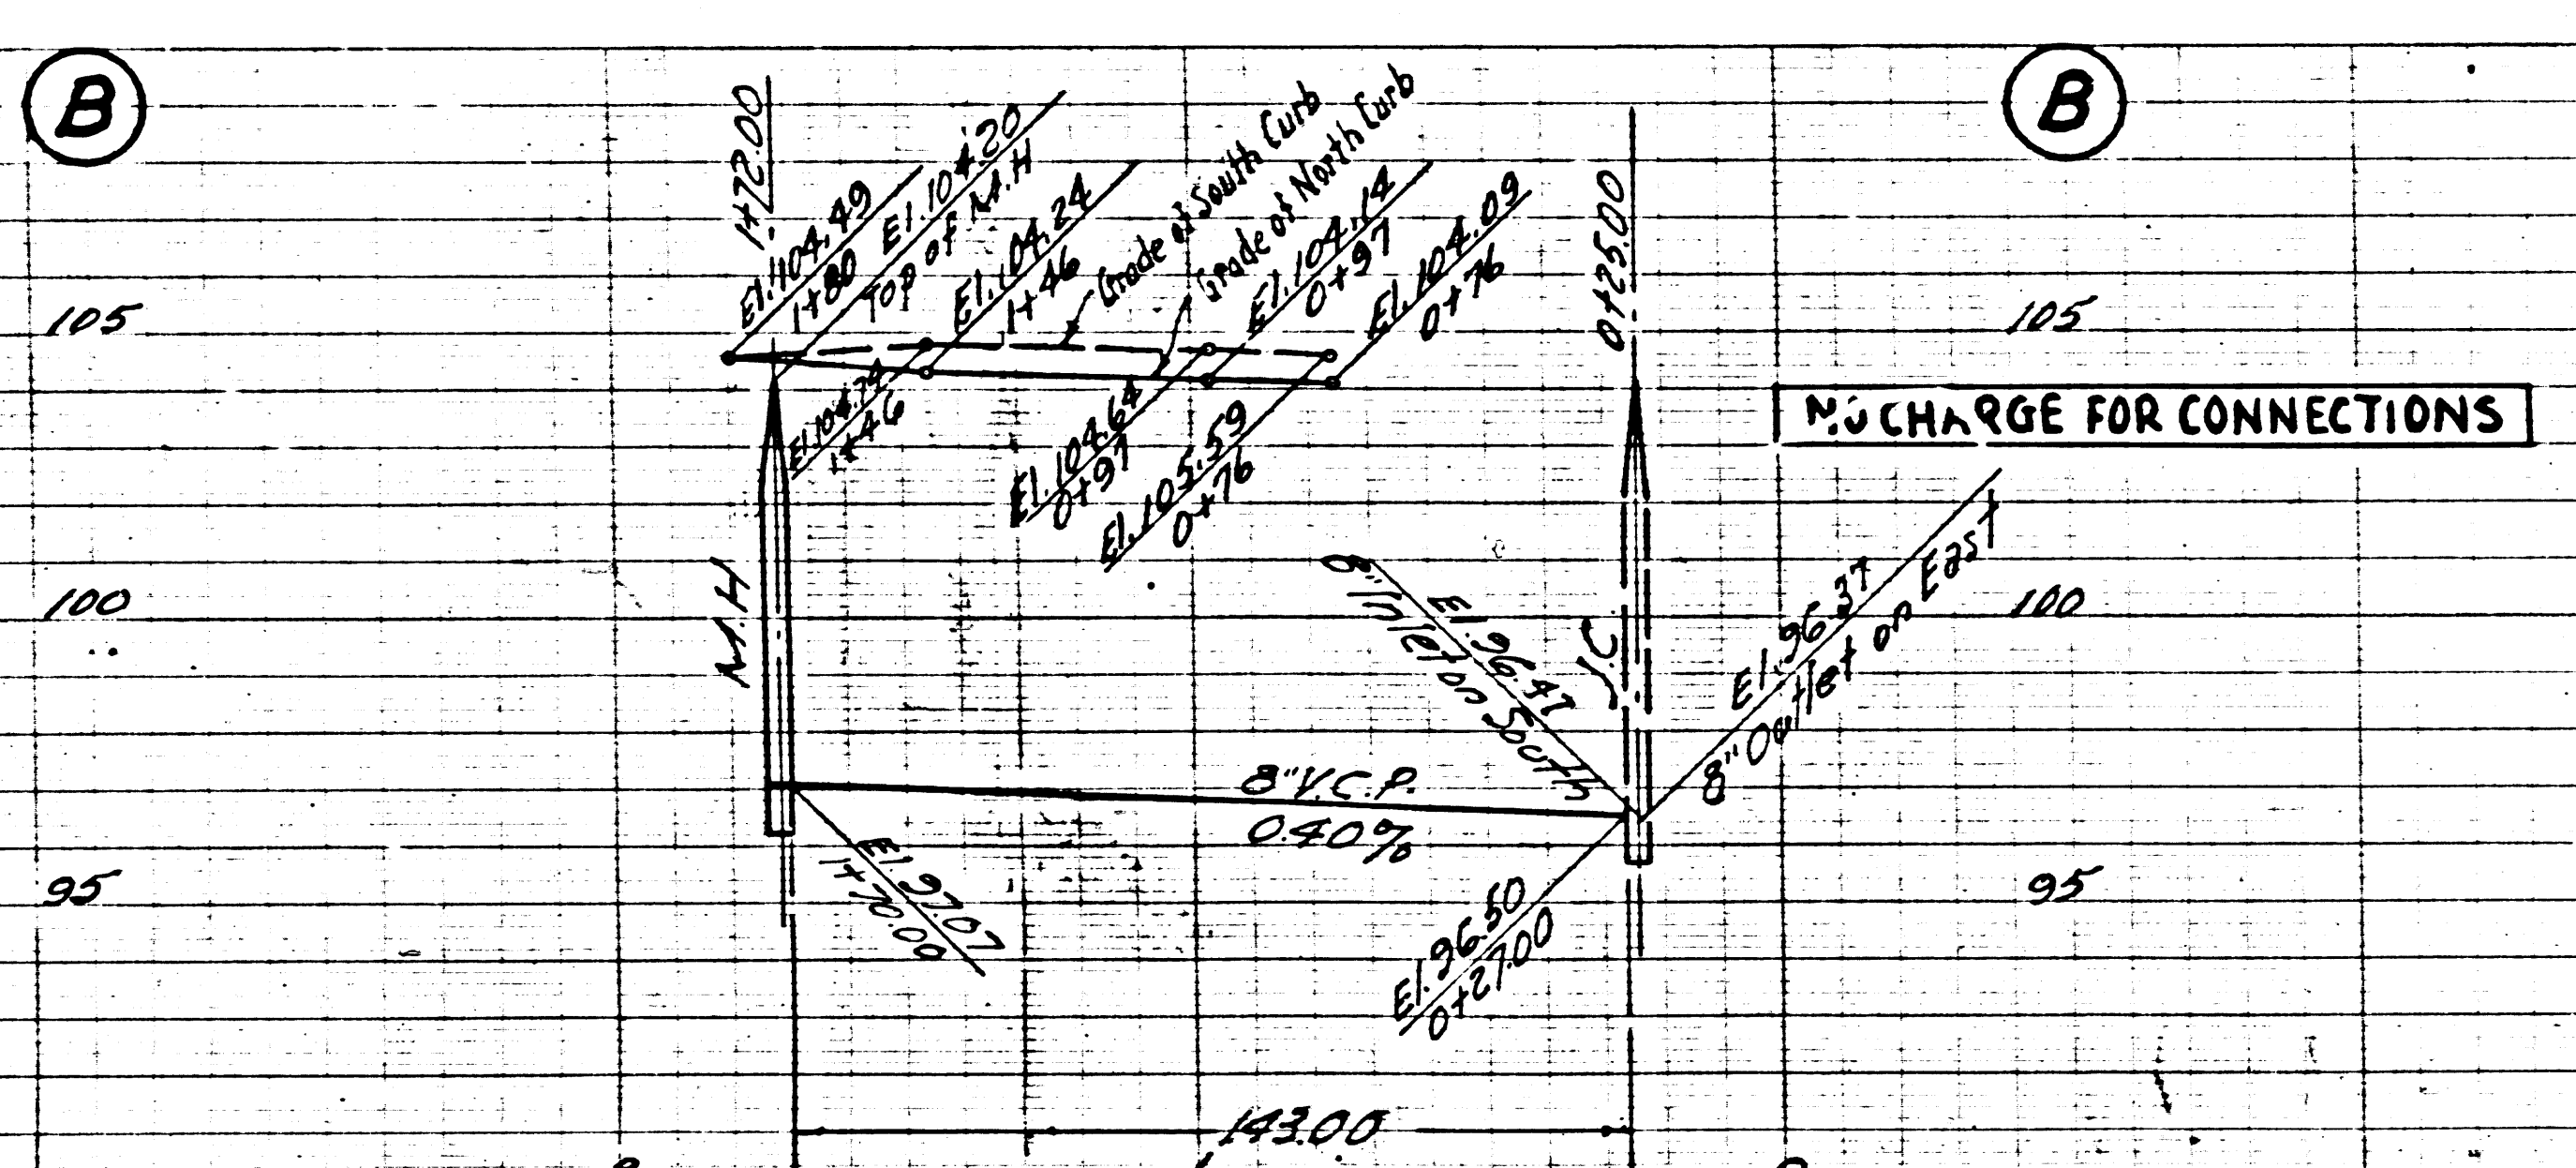 B
B
1+72.00
El. 104.49
1+80
El. 104.20
Top of M.H
El. 104.24
1+46
Grade of South Curb
Grade of North Curb
El. 104.14
0+97
El. 104.09
0+76
0+25.00
105
105
El. 104.74
1+46
El. 104.64
0+97
El. 105.59
0+76
NO CHARGE FOR CONNECTIONS
100
100
M.H
El. 96.47
8" Inlet on South
J.C.
El. 96.37
8" Outlet on East
8" V.C.P.
0.40%
95
95
El. 97.07
1+70.00
El. 96.50
0+27.00
143.00